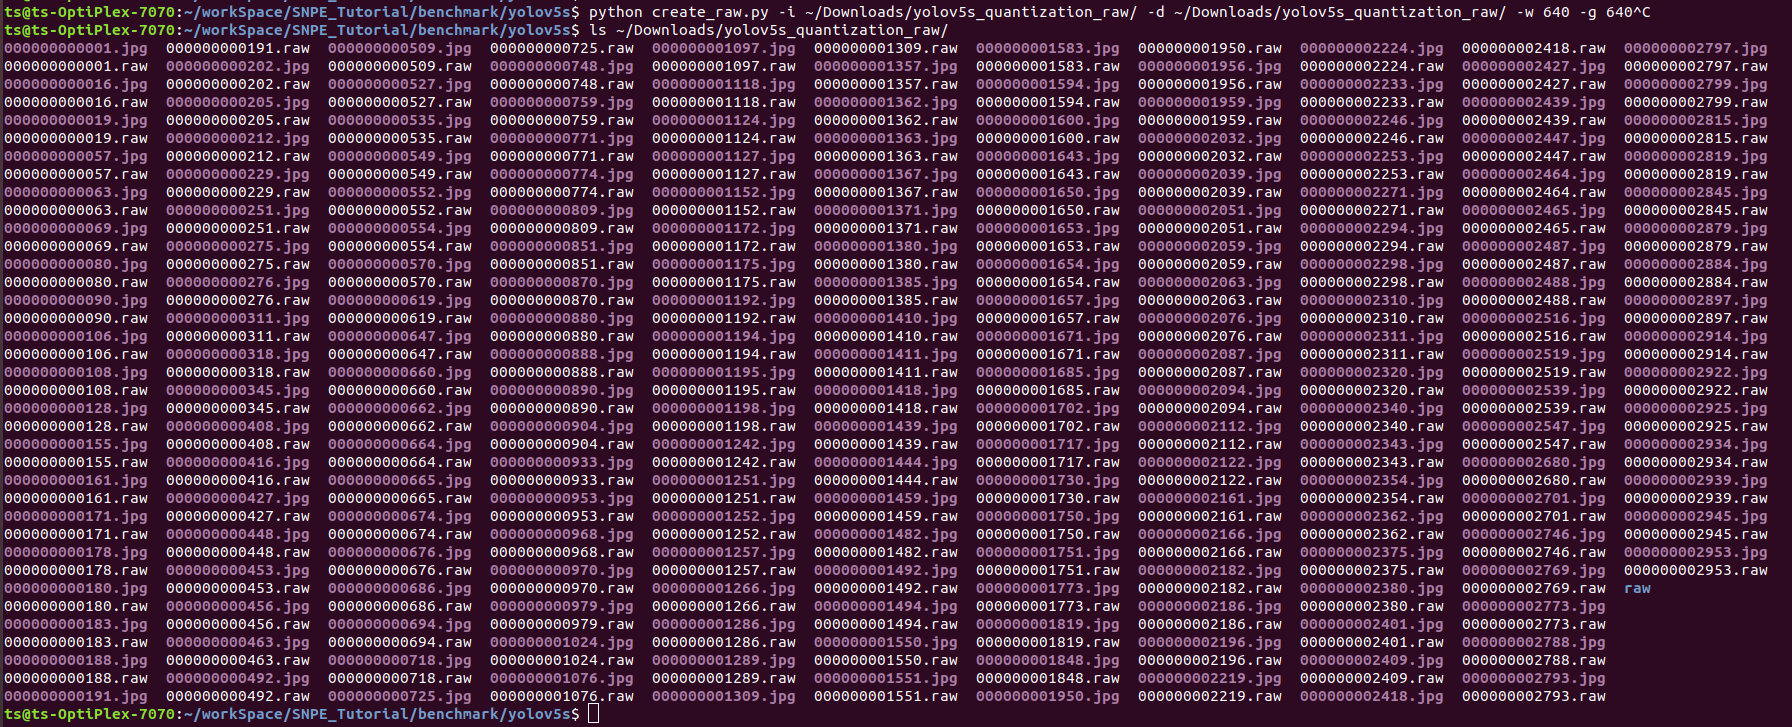 ts@ts-OptiPlex-7070:~/workSpace/SNPE_Tutorial/benchmark/yolov5s$ python create_raw.py -i ~/Downloads/yolov5s_quantization_raw/ -d ~/Downloads/yolov5s_quantization_raw/ -w 640 -g 640^C
ts@ts-OptiPlex-7070:~/workSpace/SNPE_Tutorial/benchmark/yolov5s$ ls ~/Downloads/yolov5s_quantization_raw/
000000000001.jpg 000000000191.raw 000000000509.jpg 000000000725.raw 000000001097.jpg 000000001309.raw 000000001583.jpg 000000001950.raw 000000002224.jpg 000000002418.raw 000000002797.jpg
000000000001.raw 000000000202.jpg 000000000509.raw 000000000748.jpg 000000001097.raw 000000001357.jpg 000000001583.raw 000000001956.jpg 000000002224.raw 000000002427.jpg 000000002797.raw
000000000016.jpg 000000000202.raw 000000000527.jpg 000000000748.raw 000000001118.jpg 000000001357.raw 000000001594.jpg 000000001956.raw 000000002233.jpg 000000002427.raw 000000002799.jpg
000000000016.raw 000000000205.jpg 000000000527.raw 000000000759.jpg 000000001118.raw 000000001362.jpg 000000001594.raw 000000001959.jpg 000000002233.raw 000000002439.jpg 000000002799.raw
000000000019.jpg 000000000205.raw 000000000535.jpg 000000000759.raw 000000001124.jpg 000000001362.raw 000000001600.jpg 000000001959.raw 000000002246.jpg 000000002439.raw 000000002815.jpg
000000000019.raw 000000000212.jpg 000000000535.raw 000000000771.jpg 000000001124.raw 000000001363.jpg 000000001600.raw 000000002032.jpg 000000002246.raw 000000002447.jpg 000000002815.raw
000000000057.jpg 000000000212.raw 000000000549.jpg 000000000771.raw 000000001127.jpg 000000001363.raw 000000001643.jpg 000000002032.raw 000000002253.jpg 000000002447.raw 000000002819.jpg
000000000057.raw 000000000229.jpg 000000000549.raw 000000000774.jpg 000000001127.raw 000000001367.jpg 000000001643.raw 000000002039.jpg 000000002253.raw 000000002464.jpg 000000002819.raw
000000000063.jpg 000000000229.raw 000000000552.jpg 000000000774.raw 000000001152.jpg 000000001367.raw 000000001650.jpg 000000002039.raw 000000002271.jpg 000000002464.raw 000000002845.jpg
000000000063.raw 000000000251.jpg 000000000552.raw 000000000809.jpg 000000001152.raw 000000001371.jpg 000000001650.raw 000000002051.jpg 000000002271.raw 000000002465.jpg 000000002845.raw
000000000069.jpg 000000000251.raw 000000000554.jpg 000000000809.raw 000000001172.jpg 000000001371.raw 000000001653.jpg 000000002051.raw 000000002294.jpg 000000002465.raw 000000002879.jpg
000000000069.raw 000000000275.jpg 000000000554.raw 000000000851.jpg 000000001172.raw 000000001380.jpg 000000001653.raw 000000002059.jpg 000000002294.raw 000000002487.jpg 000000002879.raw
000000000080.jpg 000000000275.raw 000000000570.jpg 000000000851.raw 000000001175.jpg 000000001380.raw 000000001654.jpg 000000002059.raw 000000002298.jpg 000000002487.raw 000000002884.jpg
000000000080.raw 000000000276.jpg 000000000570.raw 000000000870.jpg 000000001175.raw 000000001385.jpg 000000001654.raw 000000002063.jpg 000000002298.raw 000000002488.jpg 000000002884.raw
000000000090.jpg 000000000276.raw 000000000619.jpg 000000000870.raw 000000001192.jpg 000000001385.raw 000000001657.jpg 000000002063.raw 000000002310.jpg 000000002488.raw 000000002897.jpg
000000000090.raw 000000000311.jpg 000000000619.raw 000000000880.jpg 000000001192.raw 000000001410.jpg 000000001657.raw 000000002076.jpg 000000002310.raw 000000002516.jpg 000000002897.raw
000000000106.jpg 000000000311.raw 000000000647.jpg 000000000880.raw 000000001194.jpg 000000001410.raw 000000001671.jpg 000000002076.raw 000000002311.jpg 000000002516.raw 000000002914.jpg
000000000106.raw 000000000318.jpg 000000000647.raw 000000000888.jpg 000000001194.raw 000000001411.jpg 000000001671.raw 000000002087.jpg 000000002311.raw 000000002519.jpg 000000002914.raw
000000000108.jpg 000000000318.raw 000000000660.jpg 000000000888.raw 000000001195.jpg 000000001411.raw 000000001685.jpg 000000002087.raw 000000002320.jpg 000000002519.raw 000000002922.jpg
000000000108.raw 000000000345.jpg 000000000660.raw 000000000890.jpg 000000001195.raw 000000001418.jpg 000000001685.raw 000000002094.jpg 000000002320.raw 000000002539.jpg 000000002922.raw
000000000128.jpg 000000000345.raw 000000000662.jpg 000000000890.raw 000000001198.jpg 000000001418.raw 000000001702.jpg 000000002094.raw 000000002340.jpg 000000002539.raw 000000002925.jpg
000000000128.raw 000000000408.jpg 000000000662.raw 000000000904.jpg 000000001198.raw 000000001439.jpg 000000001702.raw 000000002112.jpg 000000002340.raw 000000002547.jpg 000000002925.raw
000000000155.jpg 000000000408.raw 000000000664.jpg 000000000904.raw 000000001242.jpg 000000001439.raw 000000001717.jpg 000000002112.raw 000000002343.jpg 000000002547.raw 000000002934.jpg
000000000155.raw 000000000416.jpg 000000000664.raw 000000000933.jpg 000000001242.raw 000000001444.jpg 000000001717.raw 000000002122.jpg 000000002343.raw 000000002680.jpg 000000002934.raw
000000000161.jpg 000000000416.raw 000000000665.jpg 000000000933.raw 000000001251.jpg 000000001444.raw 000000001730.jpg 000000002122.raw 000000002354.jpg 000000002680.raw 000000002939.jpg
000000000161.raw 000000000427.jpg 000000000665.raw 000000000953.jpg 000000001251.raw 000000001459.jpg 000000001730.raw 000000002161.jpg 000000002354.raw 000000002701.jpg 000000002939.raw
000000000171.jpg 000000000427.raw 000000000674.jpg 000000000953.raw 000000001252.jpg 000000001459.raw 000000001750.jpg 000000002161.raw 000000002362.jpg 000000002701.raw 000000002945.jpg
000000000171.raw 000000000448.jpg 000000000674.raw 000000000968.jpg 000000001252.raw 000000001482.jpg 000000001750.raw 000000002166.jpg 000000002362.raw 000000002746.jpg 000000002945.raw
000000000178.jpg 000000000448.raw 000000000676.jpg 000000000968.raw 000000001257.jpg 000000001482.raw 000000001751.jpg 000000002166.raw 000000002375.jpg 000000002746.raw 000000002953.jpg
000000000178.raw 000000000453.jpg 000000000676.raw 000000000970.jpg 000000001257.raw 000000001492.jpg 000000001751.raw 000000002182.jpg 000000002375.raw 000000002769.jpg 000000002953.raw
000000000180.jpg 000000000453.raw 000000000686.jpg 000000000970.raw 000000001266.jpg 000000001492.raw 000000001773.jpg 000000002182.raw 000000002380.jpg 000000002769.raw raw
000000000180.raw 000000000456.jpg 000000000686.raw 000000000979.jpg 000000001266.raw 000000001494.jpg 000000001773.raw 000000002186.jpg 000000002380.raw 000000002773.jpg
000000000183.jpg 000000000456.raw 000000000694.jpg 000000000979.raw 000000001286.jpg 000000001494.raw 000000001819.jpg 000000002186.raw 000000002401.jpg 000000002773.raw
000000000183.raw 000000000463.jpg 000000000694.raw 000000001024.jpg 000000001286.raw 000000001550.jpg 000000001819.raw 000000002196.jpg 000000002401.raw 000000002788.jpg
000000000188.jpg 000000000463.raw 000000000718.jpg 000000001024.raw 000000001289.jpg 000000001550.raw 000000001848.jpg 000000002196.raw 000000002409.jpg 000000002788.raw
000000000188.raw 000000000492.jpg 000000000718.raw 000000001076.jpg 000000001289.raw 000000001551.jpg 000000001848.raw 000000002219.jpg 000000002409.raw 000000002793.jpg
000000000191.jpg 000000000492.raw 000000000725.jpg 000000001076.raw 000000001309.jpg 000000001551.raw 000000001950.jpg 000000002219.raw 000000002418.jpg 000000002793.raw
ts@ts-OptiPlex-7070:~/workSpace/SNPE_Tutorial/benchmark/yolov5s$